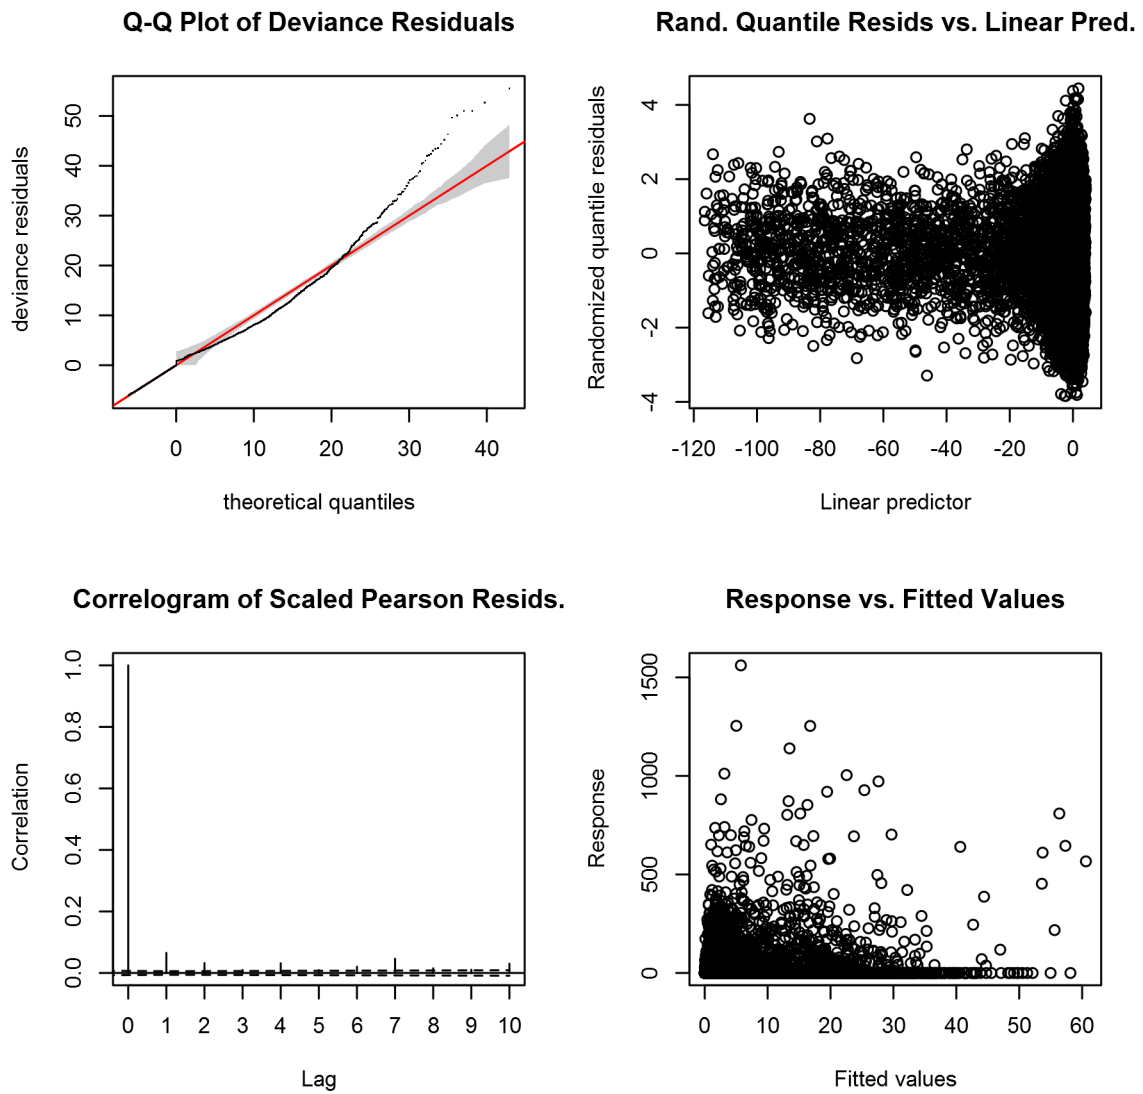 Q-Q Plot of Deviance Residuals
50
40
30
20
10
0
deviance residuals
0 10 20 30 40
theoretical quantiles
Rand. Quantile Resids vs. Linear Pred.
4
2
0
-2
-4
Randomized quantile residuals
-120 -100 -80 -60 -40 -20 0
Linear predictor
Correlogram of Scaled Pearson Resids.
1.0
0.8
0.6
0.4
0.2
0.0
Correlation
0 1 2 3 4 5 6 7 8 9 10
Lag
Response vs. Fitted Values
1500
1000
500
0
Response
0 10 20 30 40 50 60
Fitted values